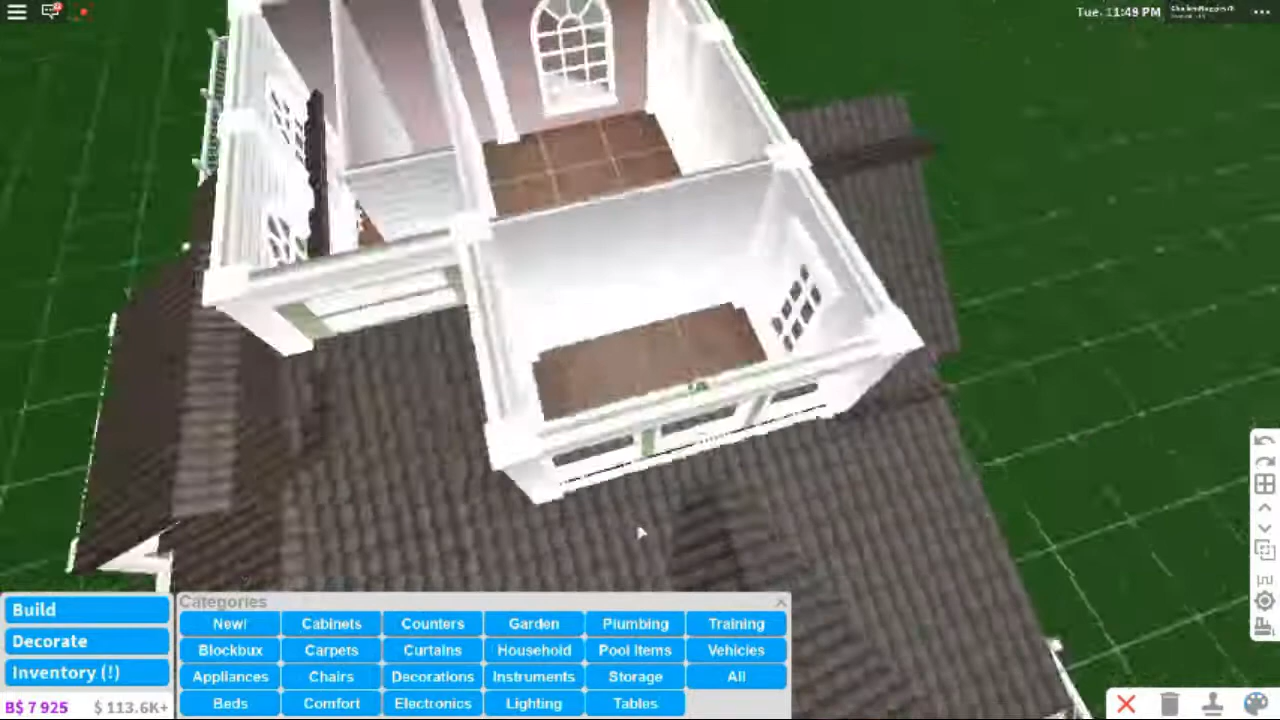 Tue. 11:49 PM
Build
Decorate
Inventory (!)
B$ 7 925 $ 113.6K+
Categories
New! Cabinets Counters Garden Plumbing Training
Blockbux Carpets Curtains Household Pool Items Vehicles
Appliances Chairs Decorations Instruments Storage All
Beds Comfort Electronics Lighting Tables